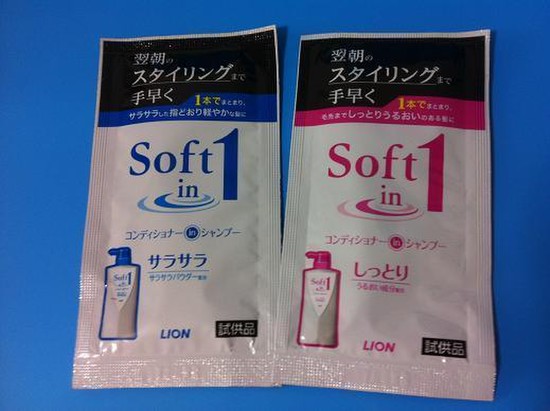 翌朝の
スタイリングまで
手早く
1本でまとまり、
サラサラした指どおり軽やかな髪に
Soft in 1
コンディショナー in シャンプー
サラサラ
サラサラパウダー配合
Soft 1
LION
試供品
翌朝の
スタイリングまで
手早く
1本でまとまり、
毛先までしっとりうるおいのある髪に
Soft in 1
コンディショナー in シャンプー
しっとり
うるおい成分配合
Soft 1
LION
試供品